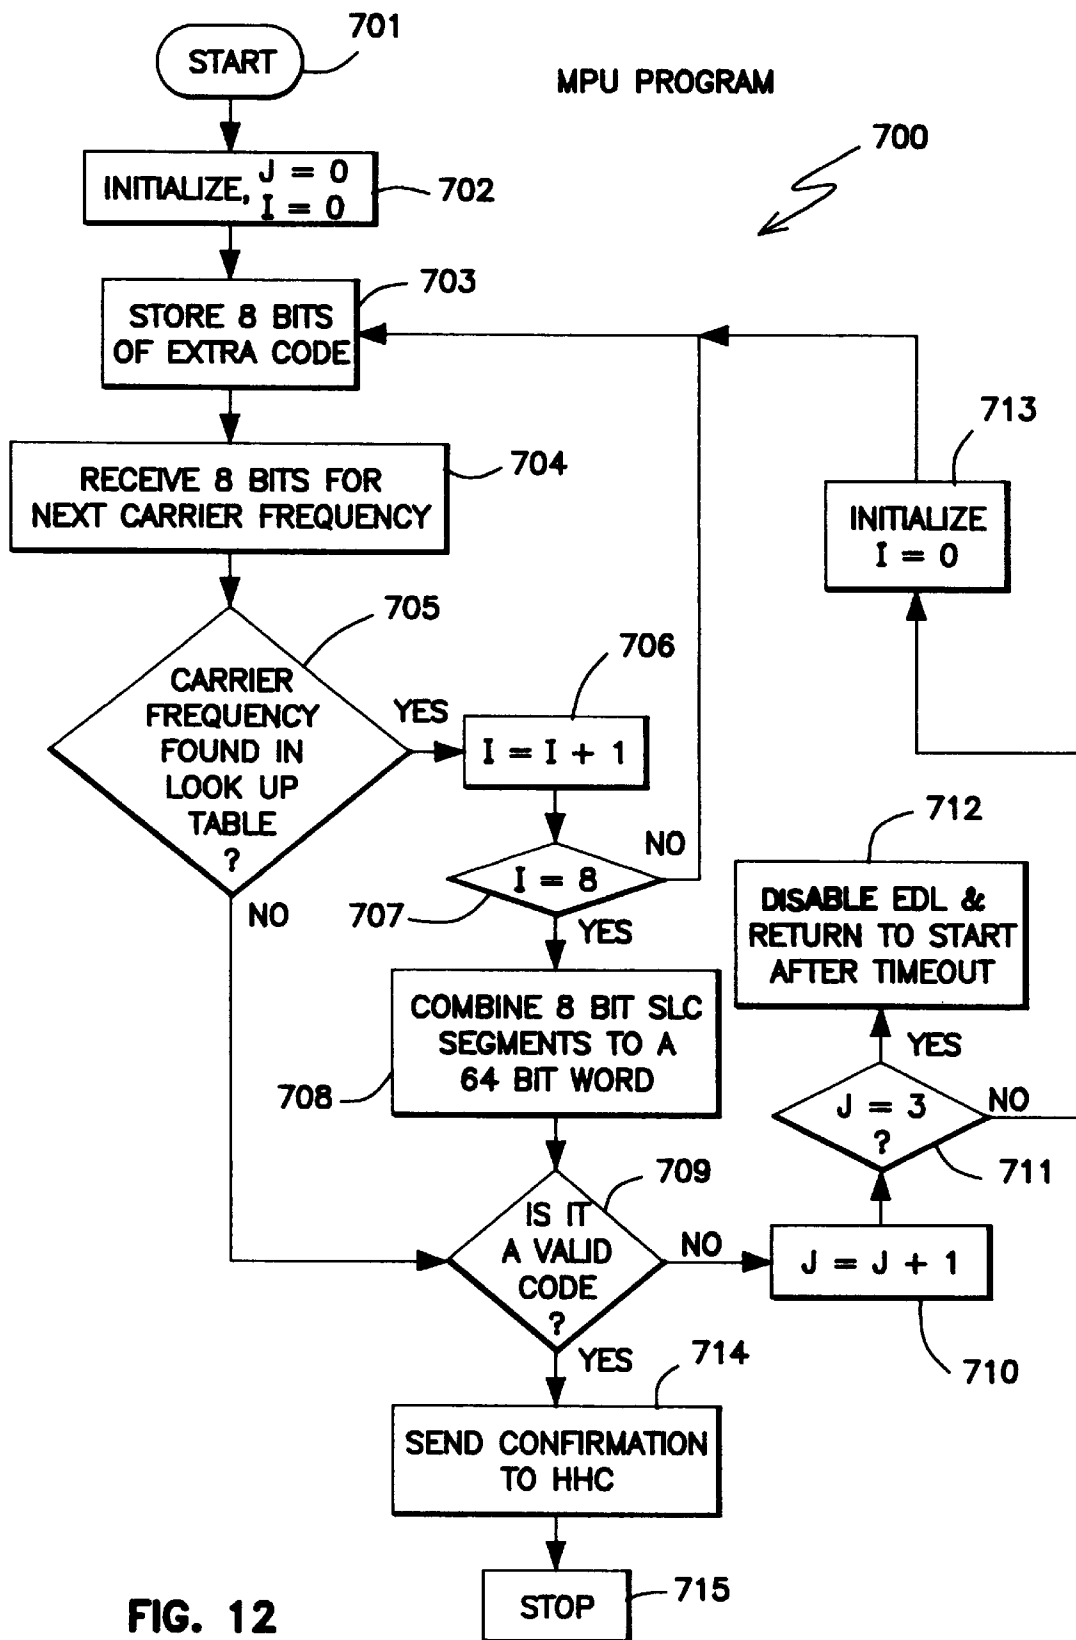 701
START
MPU PROGRAM
700
INITIALIZE, J = 0
I = 0
702
703
STORE 8 BITS
OF EXTRA CODE
713
704
RECEIVE 8 BITS FOR
NEXT CARRIER FREQUENCY
INITIALIZE
I = 0
705
706
CARRIER
FREQUENCY
FOUND IN
LOOK UP
TABLE
?
YES
I = I + 1
712
NO
I = 8
707
NO
YES
DISABLE EDL &
RETURN TO START
AFTER TIMEOUT
COMBINE 8 BIT SLC
SEGMENTS TO A
64 BIT WORD
708
YES
J = 3
?
NO
711
709
IS IT
A VALID
CODE
?
NO
J = J + 1
710
YES
714
SEND CONFIRMATION
TO HHC
STOP
715
FIG. 12